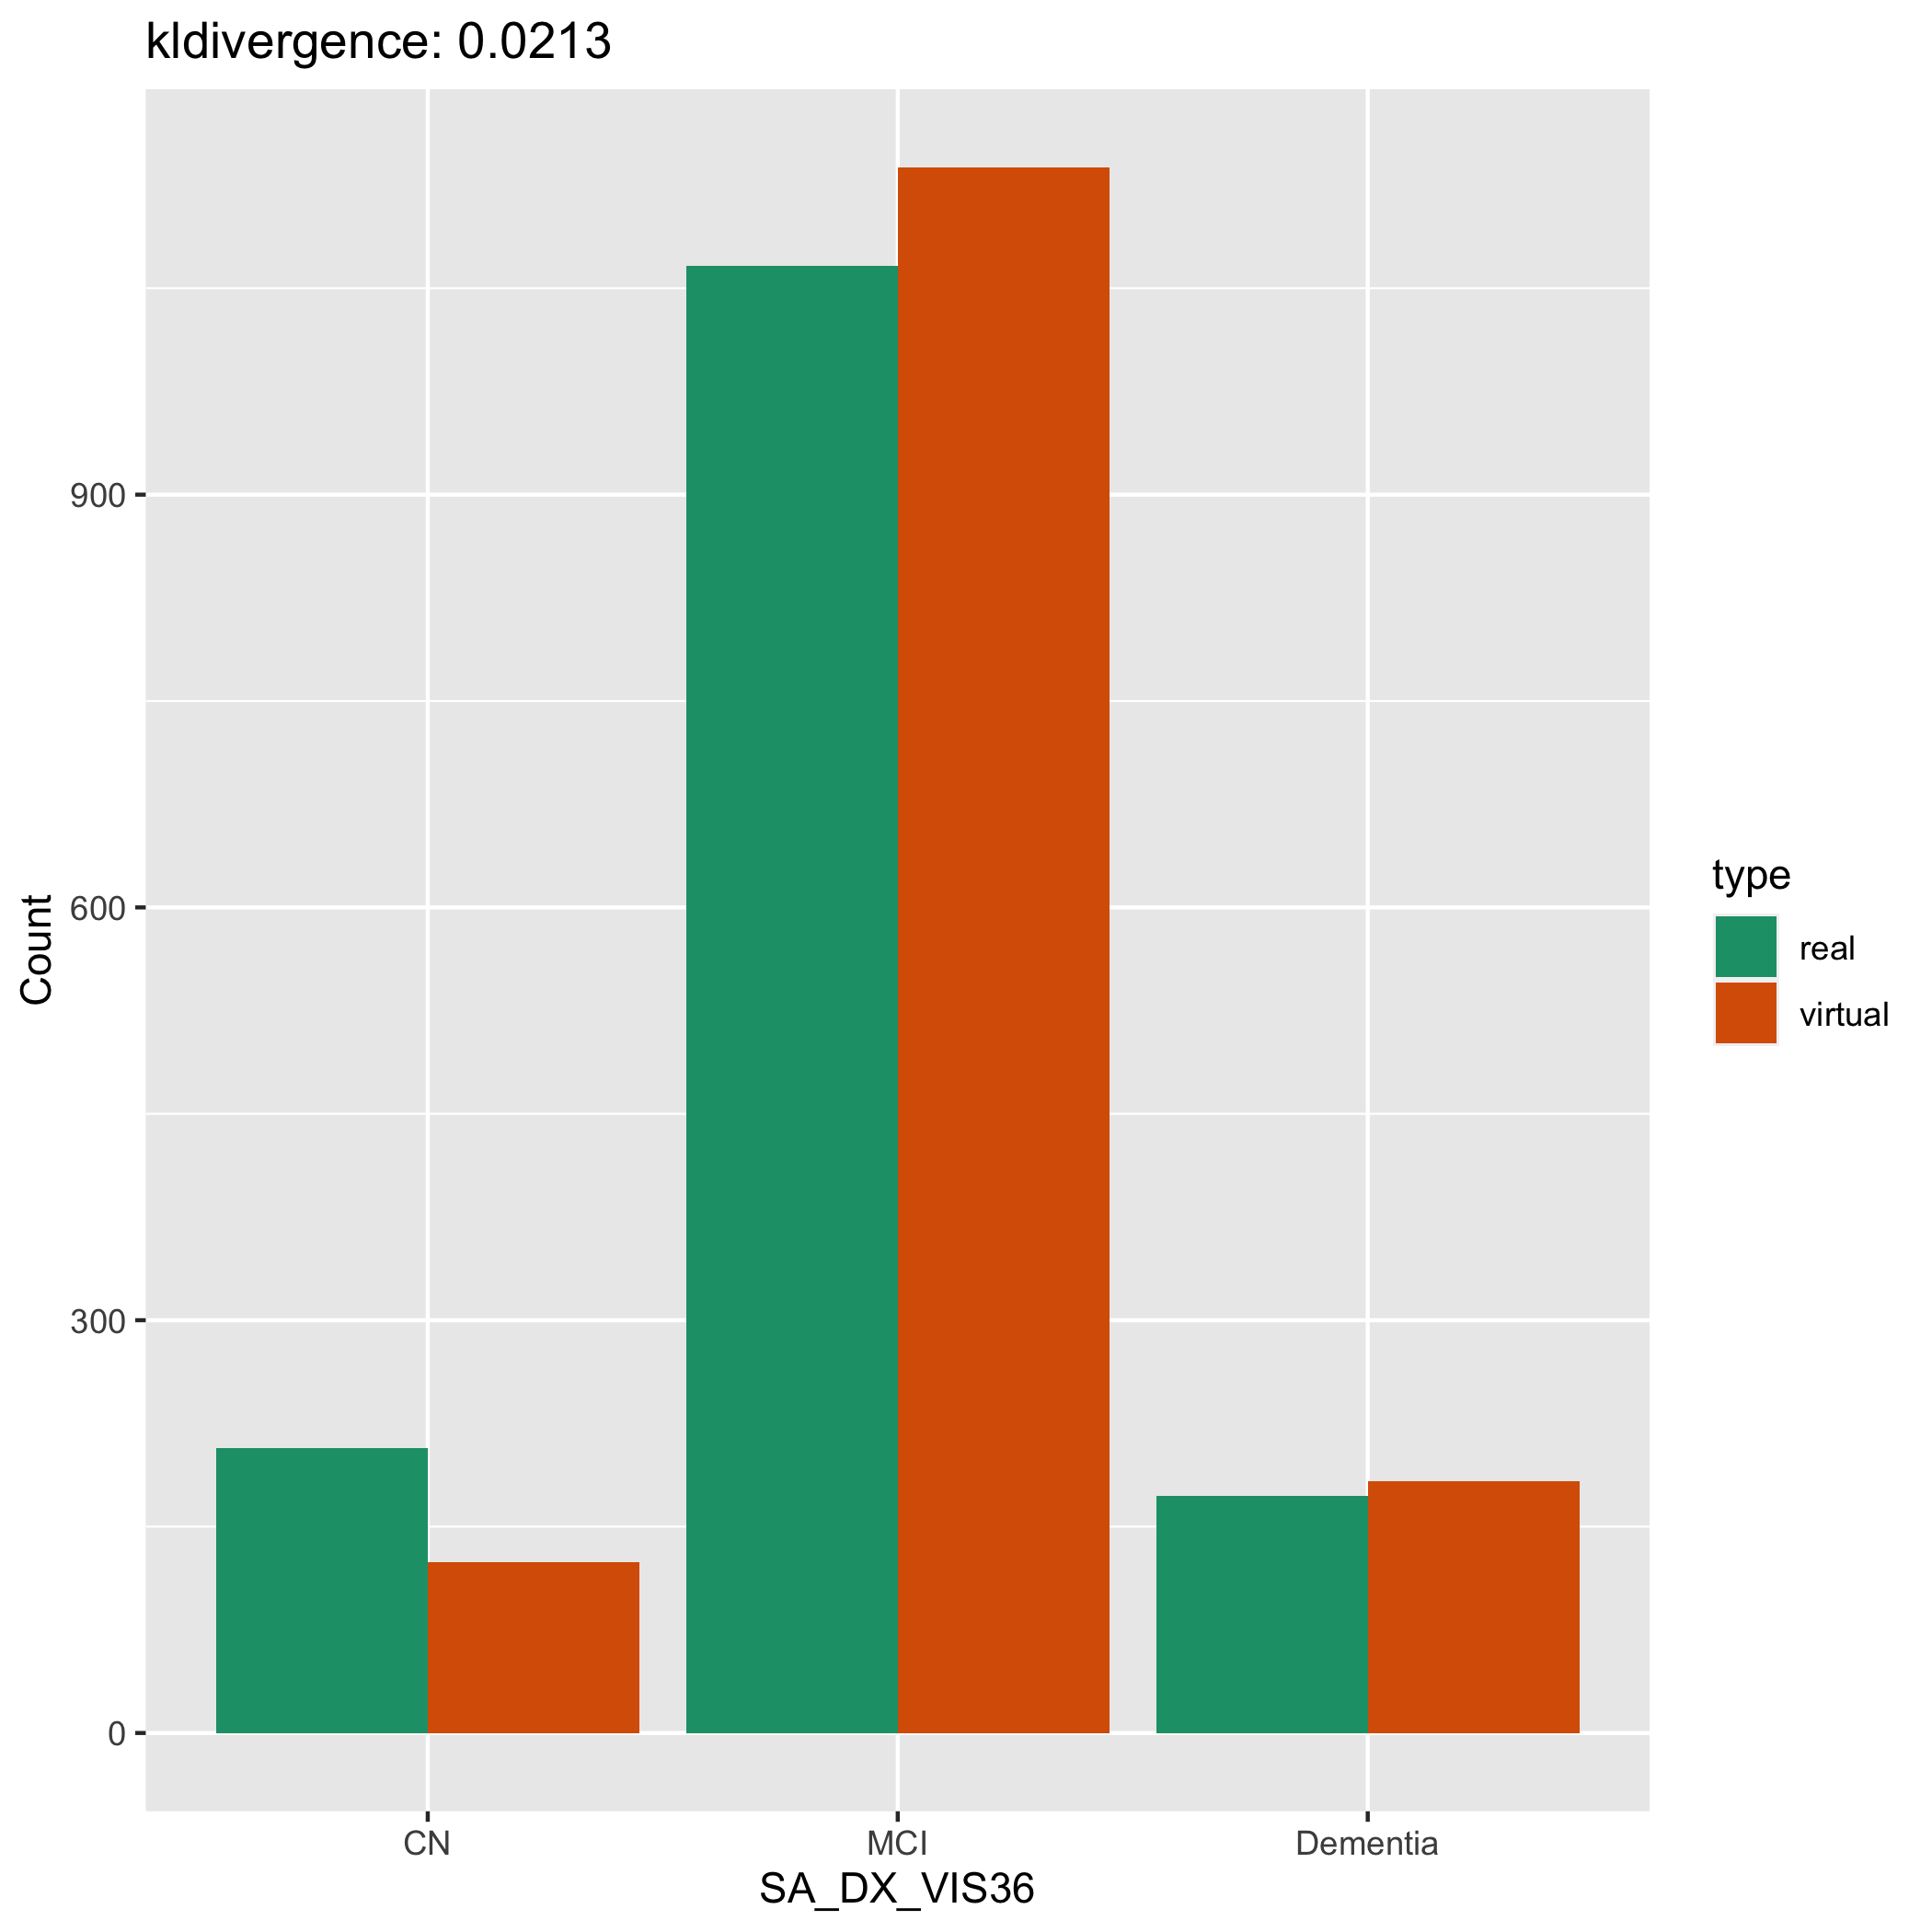 kldivergence: 0.0213
Count
900
600
300
0
CN
MCI
Dementia
SA_DX_VIS36
type
real
virtual